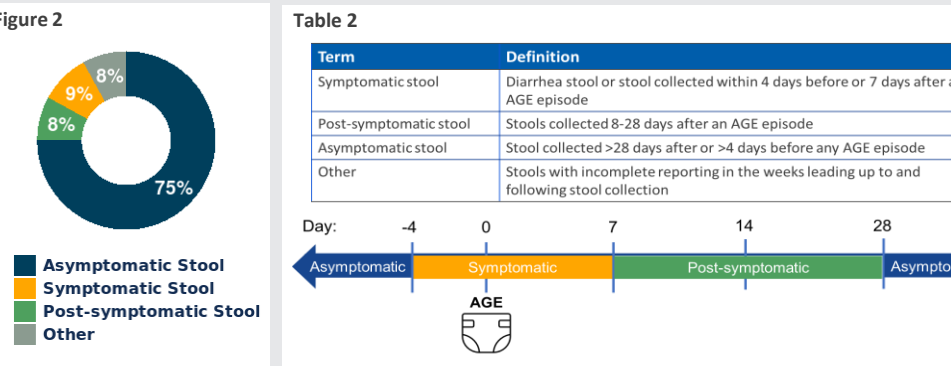 igure 2
8%
9%
8%
75%
Asymptomatic Stool
Symptomatic Stool
Post-symptomatic Stool
Other
Table 2
Term Definition
Symptomatic stool Diarrhea stool or stool collected within 4 days before or 7 days after a
AGE episode
Post-symptomatic stool Stools collected 8-28 days after an AGE episode
Asymptomatic stool Stool collected >28 days after or >4 days before any AGE episode
Other Stools with incomplete reporting in the weeks leading up to and
following stool collection
Day: -4 0 7 14 28
Asymptomatic Symptomatic Post-symptomatic Asympto
AGE